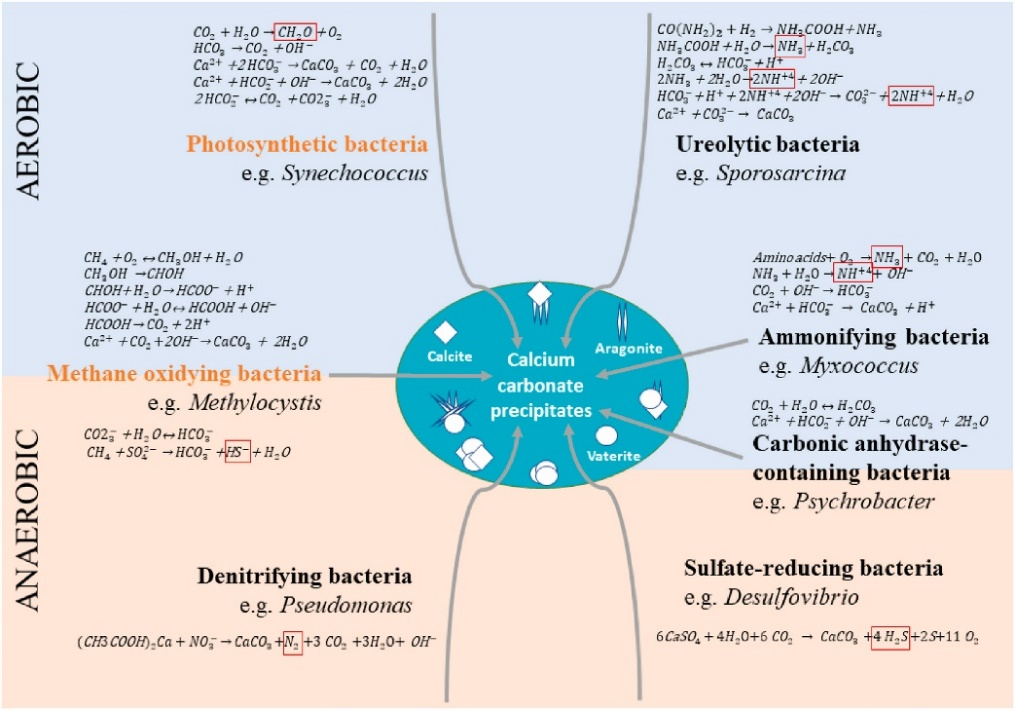 AEROBIC
CO₂ + H₂O → CH₂O + O₂
HCO₃ → CO₂ + OH⁻
Ca²⁺ + 2HCO₃⁻ → CaCO₃ + CO₂ + H₂O
Ca²⁺ + HCO₃⁻ + OH⁻ → CaCO₃ + 2H₂O
2HCO₃⁻ ↔ CO₂ + CO2₃⁻ + H₂O
Photosynthetic bacteria
e.g. Synechococcus
CO(NH₂)₂ + H₂ → NH₃COOH + NH₃
NH₃COOH + H₂O → NH₃ + H₂CO₃
H₂CO₃ ↔ HCO₃⁻ + H⁺
2NH₃ + 2H₂O → 2NH⁺⁴ + 2OH⁻
HCO₃⁻ + H⁺ + 2NH⁺⁴ + 2OH⁻ → CO₃²⁻ + 2NH⁺⁴ + H₂O
Ca²⁺ + CO₃²⁻ → CaCO₃
Ureolytic bacteria
e.g. Sporosarcina
CH₄ + O₂ ↔ CH₃OH + H₂O
CH₃OH → CHOH
CHOH + H₂O → HCOO⁻ + H⁺
HCOO⁻ + H₂O ↔ HCOOH + OH⁻
HCOOH → CO₂ + 2H⁺
Ca²⁺ + CO₂ + 2OH⁻ → CaCO₃ + 2H₂O
Methane oxidying bacteria
e.g. Methylocystis
CO2₃⁻ + H₂O ↔ HCO₃⁻
CH₄ + SO₄²⁻ → HCO₃⁻ + HS⁻ + H₂O
Amino acids + O₂ → NH₃ + CO₂ + H₂O
NH₃ + H₂O → NH⁺⁴ + OH⁻
CO₂ + OH⁻ → HCO₃⁻
Ca²⁺ + HCO₃⁻ → CaCO₃ + H⁺
Ammonifying bacteria
e.g. Myxococcus
CO₂ + H₂O ↔ H₂CO₃
Ca²⁺ + HCO₃⁻ + OH⁻ → CaCO₃ + 2H₂O
Carbonic anhydrase-
containing bacteria
e.g. Psychrobacter
Calcite
Aragonite
Calcium
carbonate
precipitates
Vaterite
ANAEROBIC
Denitrifying bacteria
e.g. Pseudomonas
(CH3COOH)₂Ca + NO₃⁻ → CaCO₃ + N₂ + 3 CO₂ + 3H₂O + OH⁻
Sulfate-reducing bacteria
e.g. Desulfovibrio
6CaSO₄ + 4H₂O + 6 CO₂ → CaCO₃ + 4 H₂S + 2S + 11 O₂